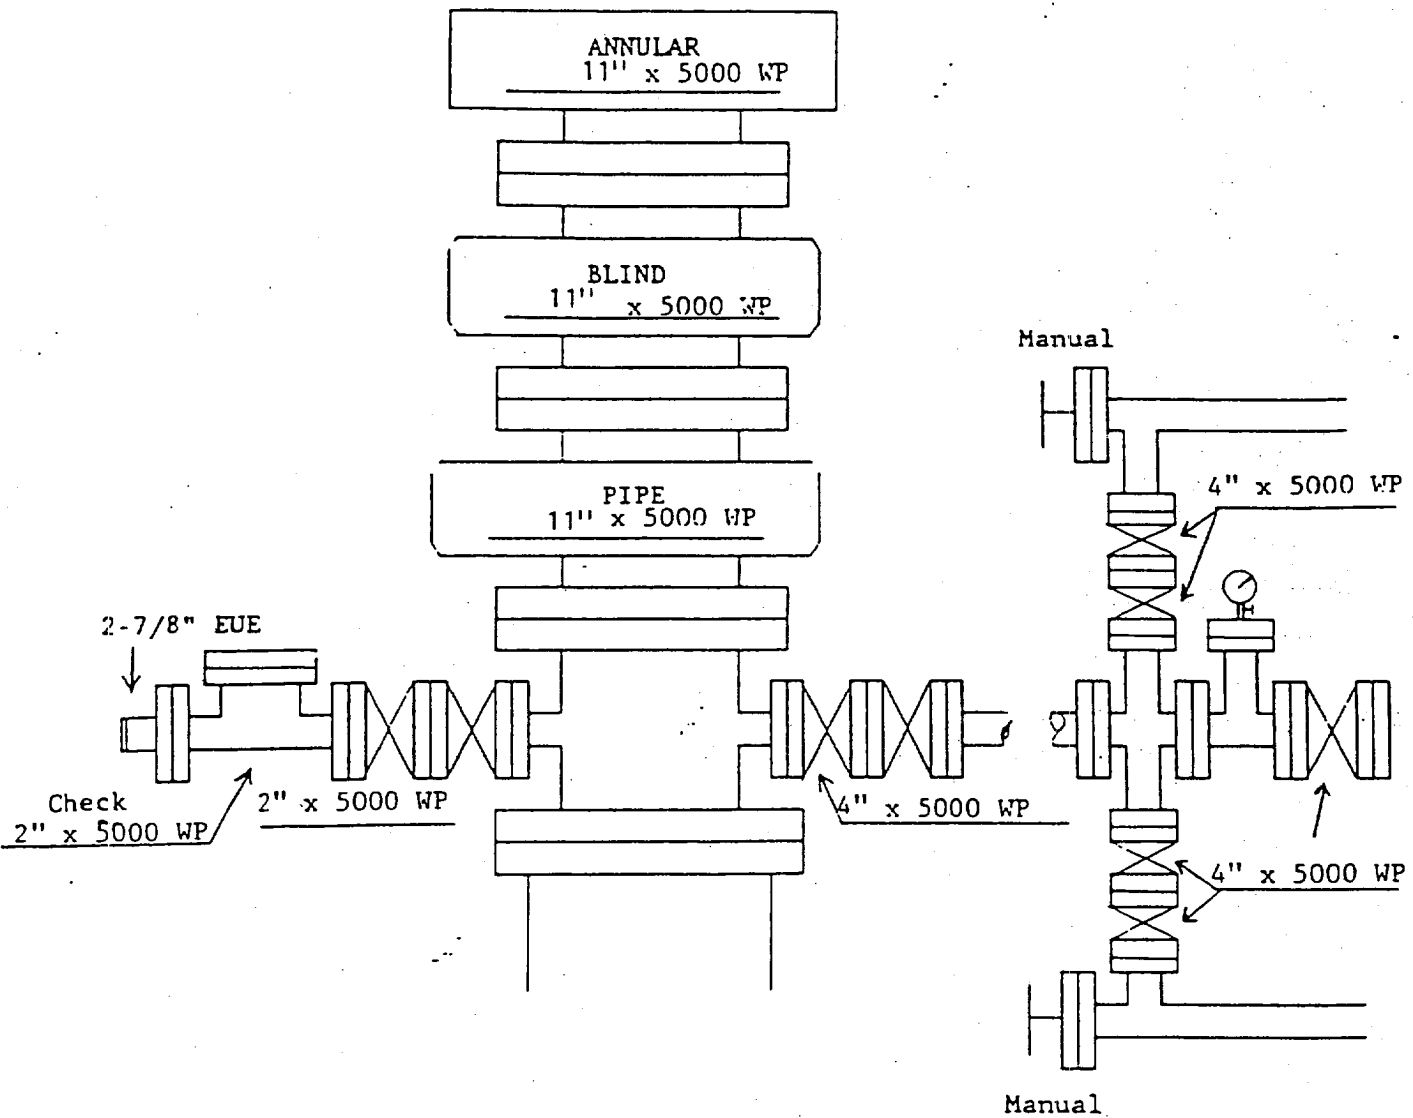 ANNULAR
11" x 5000 WP
BLIND
11" x 5000 WP
PIPE
11" x 5000 WP
Manual
4" x 5000 WP
2-7/8" EUE
Check
2" x 5000 WP
2" x 5000 WP
4" x 5000 WP
4" x 5000 WP
Manual